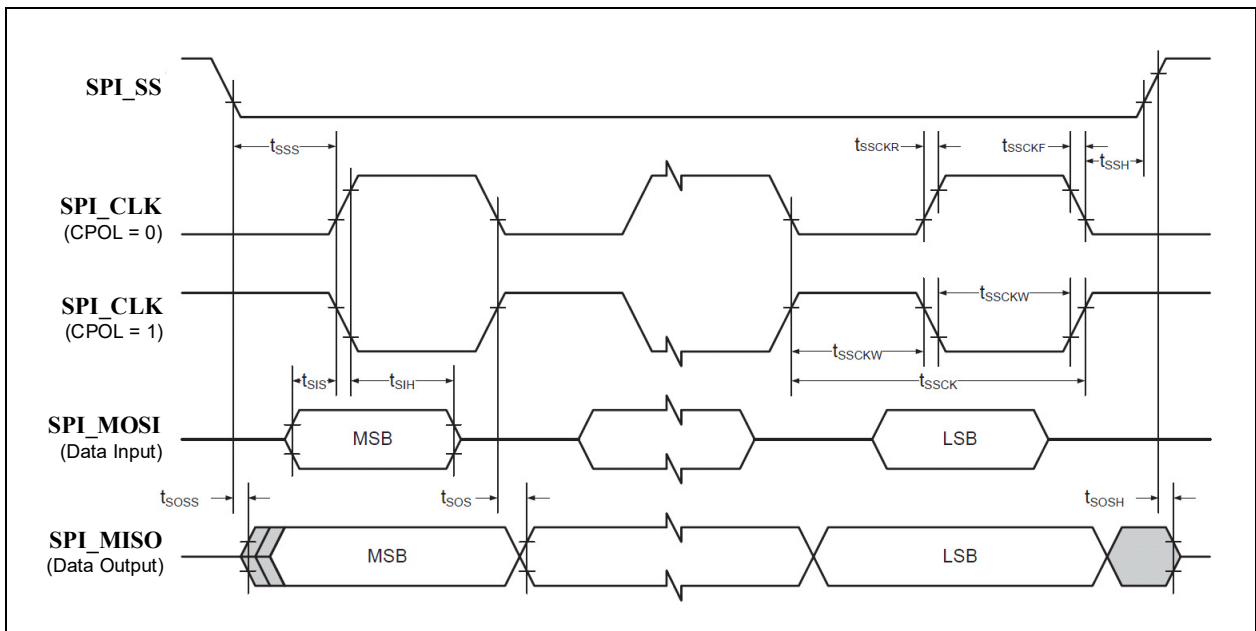 SPI_SS
tSSS
tSSCKR
tSSCKF
tSSH
SPI_CLK
(CPOL = 0)
SPI_CLK
(CPOL = 1)
tSSCKW
tSSCKW
tSSCK
tSIS
tSIH
SPI_MOSI
(Data Input)
MSB
LSB
tSOSS
tSOS
tSOSH
SPI_MISO
(Data Output)
MSB
LSB